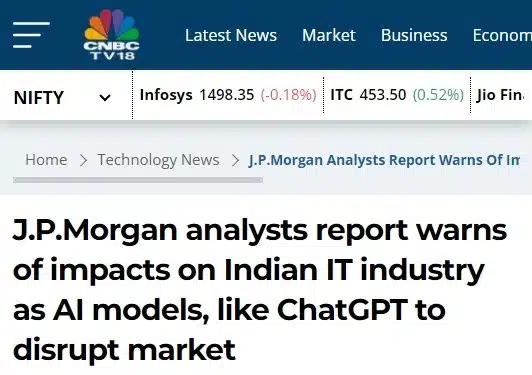 CNBC
TV18
Latest News Market Business Econom
NIFTY Infosys 1498.35 (-0.18%) ITC 453.50 (0.52%) Jio Fin
Home > Technology News > J.P.Morgan Analysts Report Warns Of Im
J.P.Morgan analysts report warns
of impacts on Indian IT industry
as AI models, like ChatGPT to
disrupt market